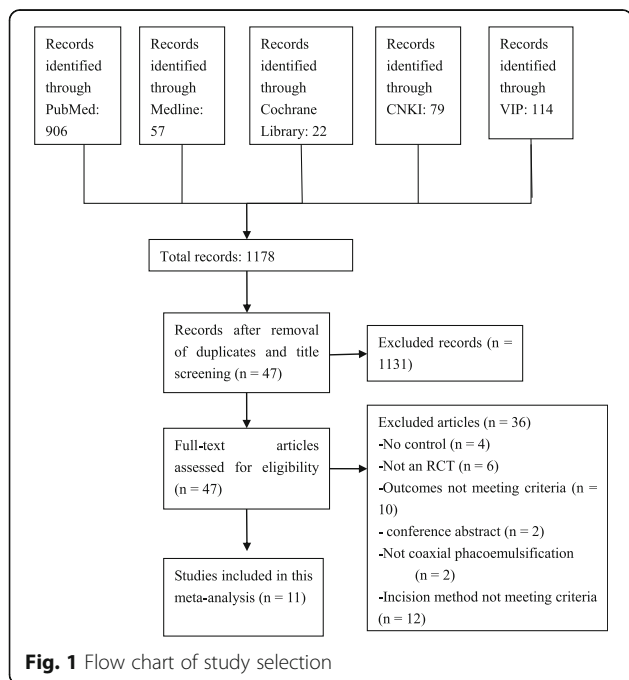 Records
identified
through
PubMed:
906
Records
identified
through
Medline:
57
Records
identified
through
Cochrane
Library: 22
Records
identified
through
CNKI: 79
Records
identified
through
VIP: 114
Total records: 1178
Records after removal
of duplicates and title
screening (n = 47)
Excluded records (n =
1131)
Full-text articles
assessed for eligibility
(n = 47)
Excluded articles (n = 36)
-No control (n = 4)
-Not an RCT (n = 6)
-Outcomes not meeting criteria (n =
10)
- conference abstract (n = 2)
-Not coaxial phacoemulsification
(n = 2)
-Incision method not meeting criteria
(n = 12)
Studies included in this
meta-analysis (n = 11)
Fig. 1 Flow chart of study selection